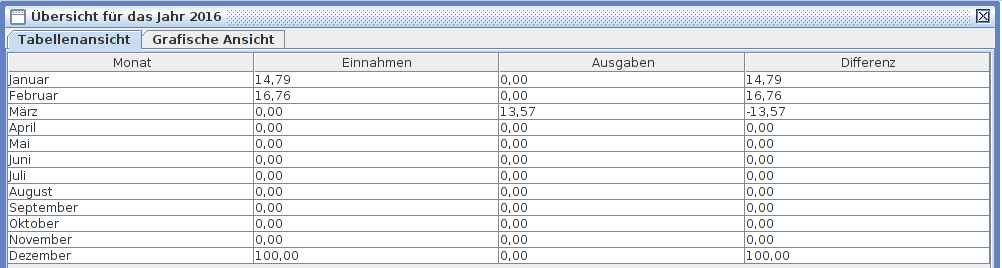 Übersicht für das Jahr 2016
Tabellenansicht Grafische Ansicht
Monat Einnahmen Ausgaben Differenz
Januar 14,79 0,00 14,79
Februar 16,76 0,00 16,76
März 0,00 13,57 -13,57
April 0,00 0,00 0,00
Mai 0,00 0,00 0,00
Juni 0,00 0,00 0,00
Juli 0,00 0,00 0,00
August 0,00 0,00 0,00
September 0,00 0,00 0,00
Oktober 0,00 0,00 0,00
November 0,00 0,00 0,00
Dezember 100,00 0,00 100,00